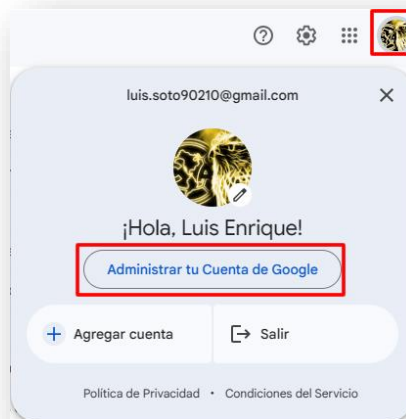 luis.soto90210@gmail.com
¡Hola, Luis Enrique!
Administrar tu Cuenta de Google
Agregar cuenta
Salir
Política de Privacidad • Condiciones del Servicio